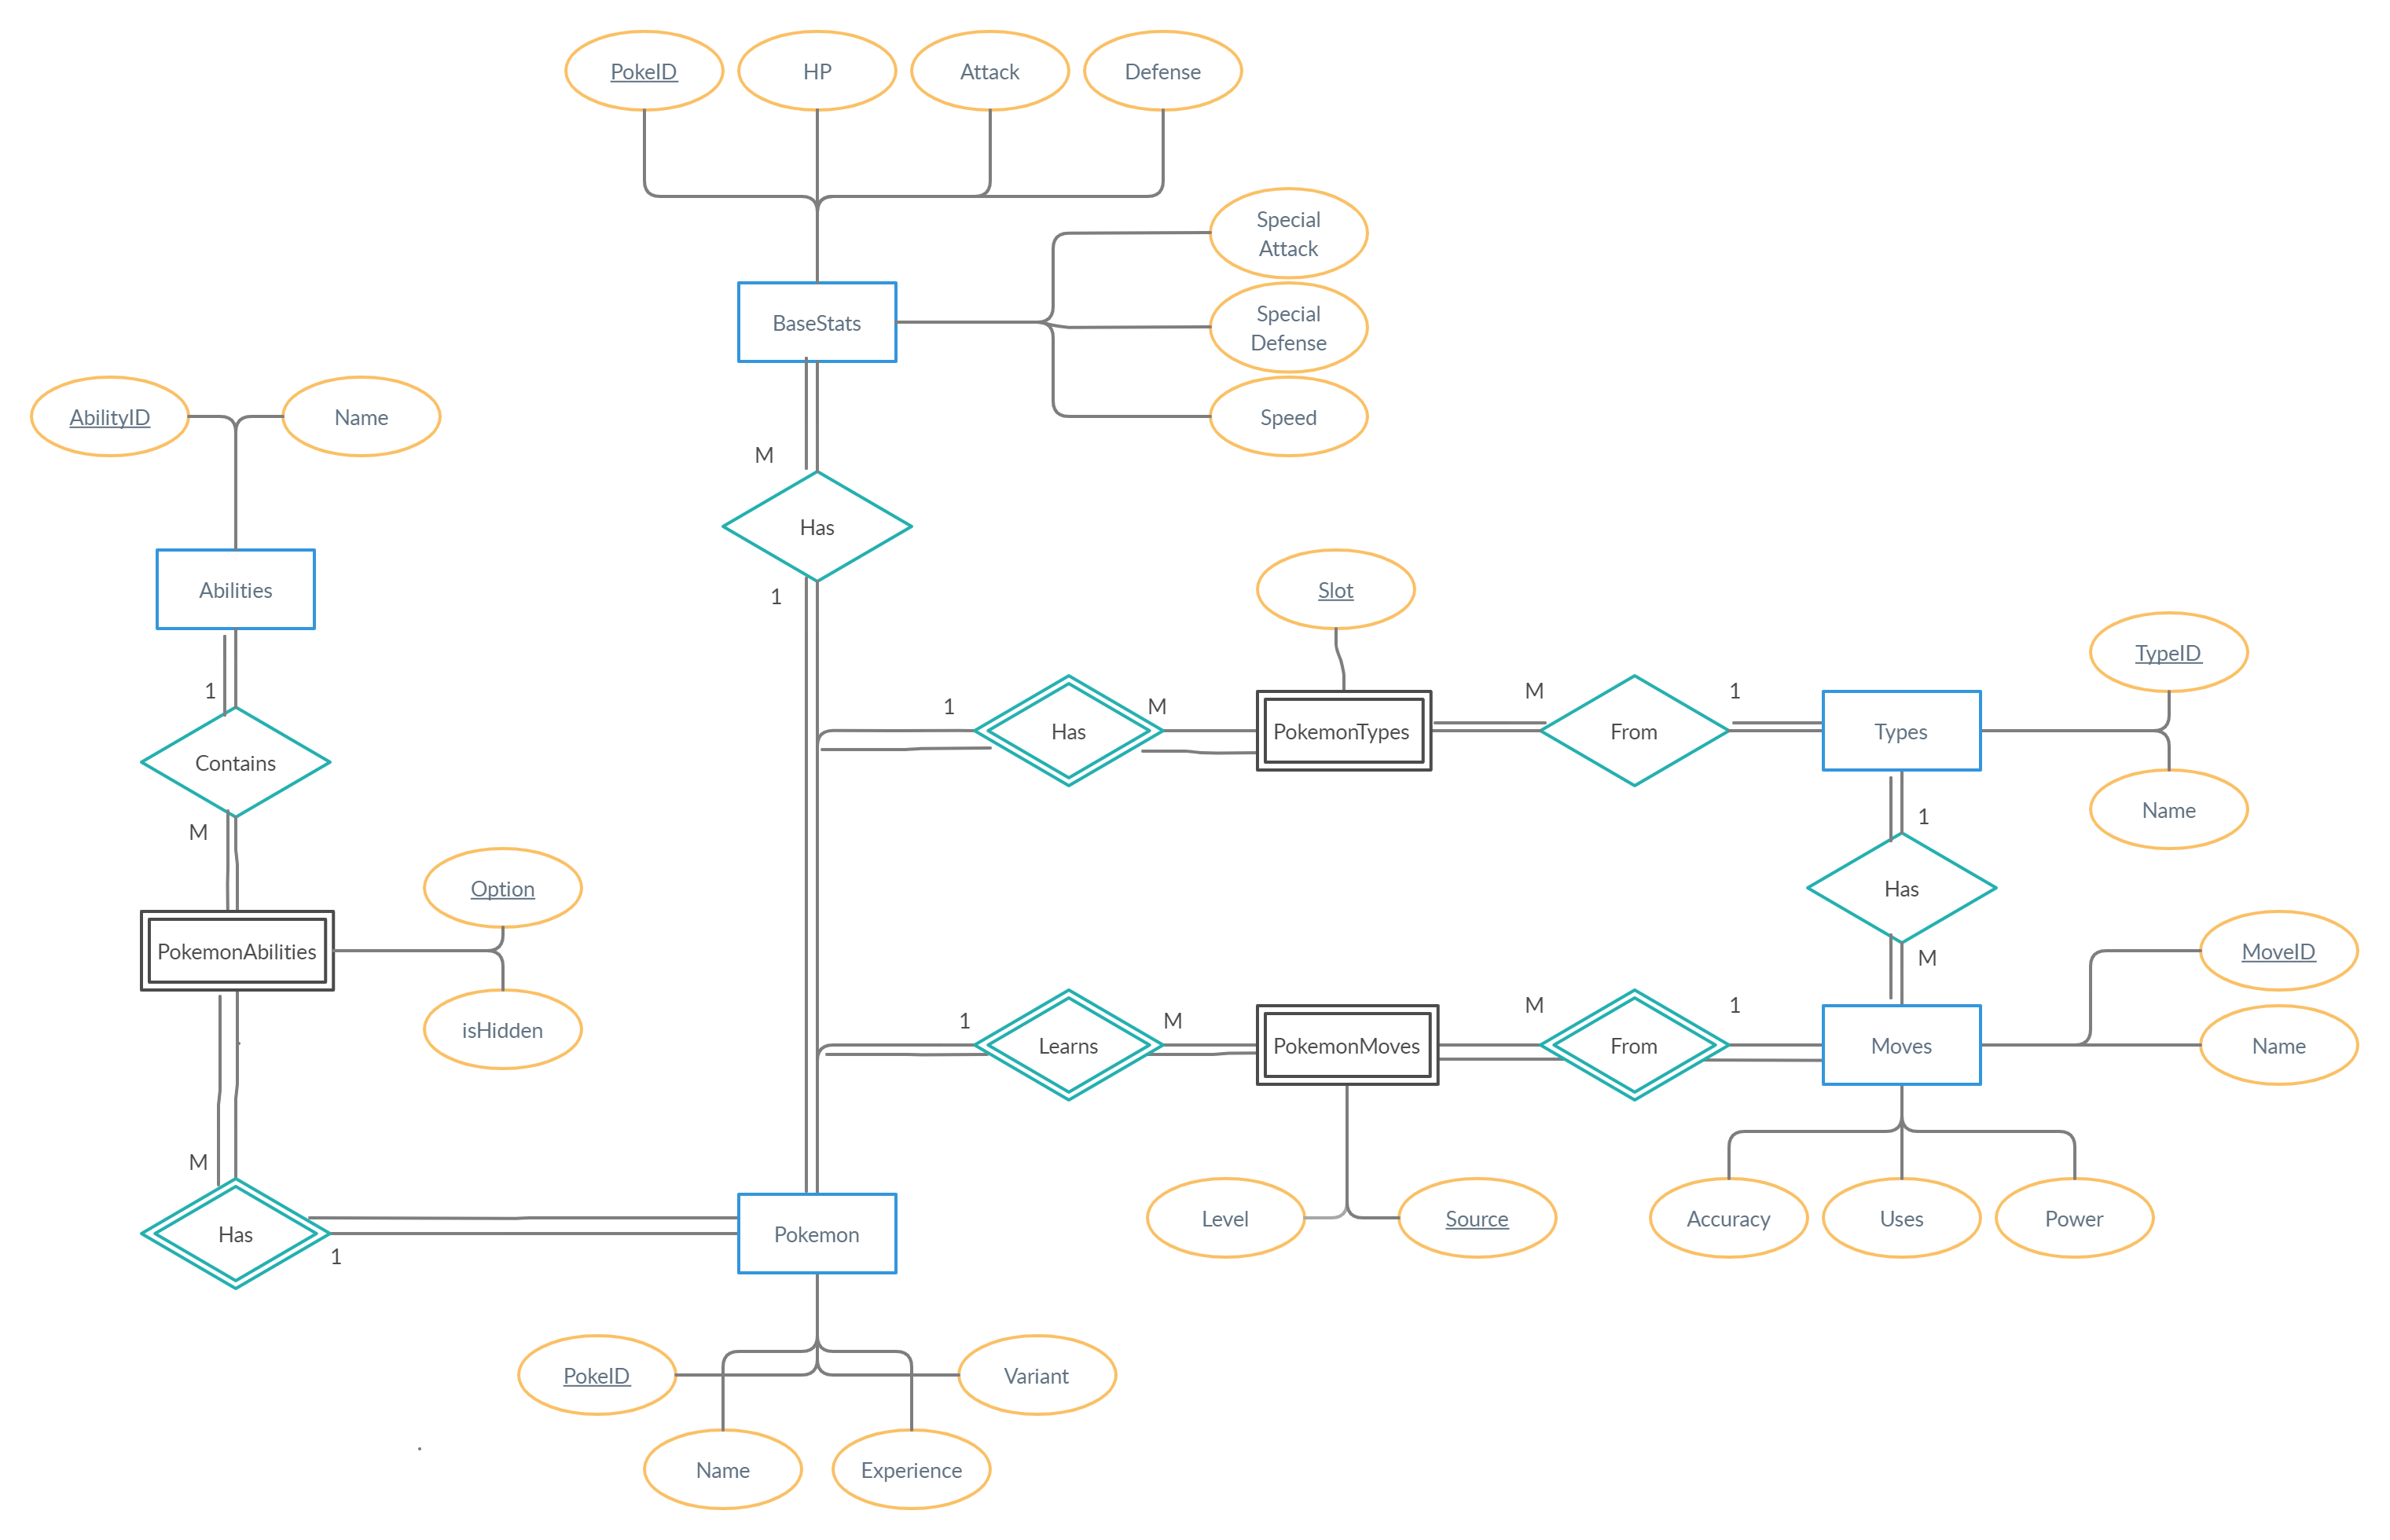 PokeID
HP
Attack
Defense
Special
Attack
Special
Defense
Speed
BaseStats
AbilityID
Name
M
Has
1
Abilities
1
Contains
M
Slot
TypeID
1
Has
M
PokemonTypes
M
From
1
Types
Name
1
Has
M
Option
PokemonAbilities
isHidden
MoveID
1
Learns
M
PokemonMoves
M
From
1
Moves
Name
M
Has
1
Pokemon
Level
Source
Accuracy
Uses
Power
PokeID
Variant
Name
Experience